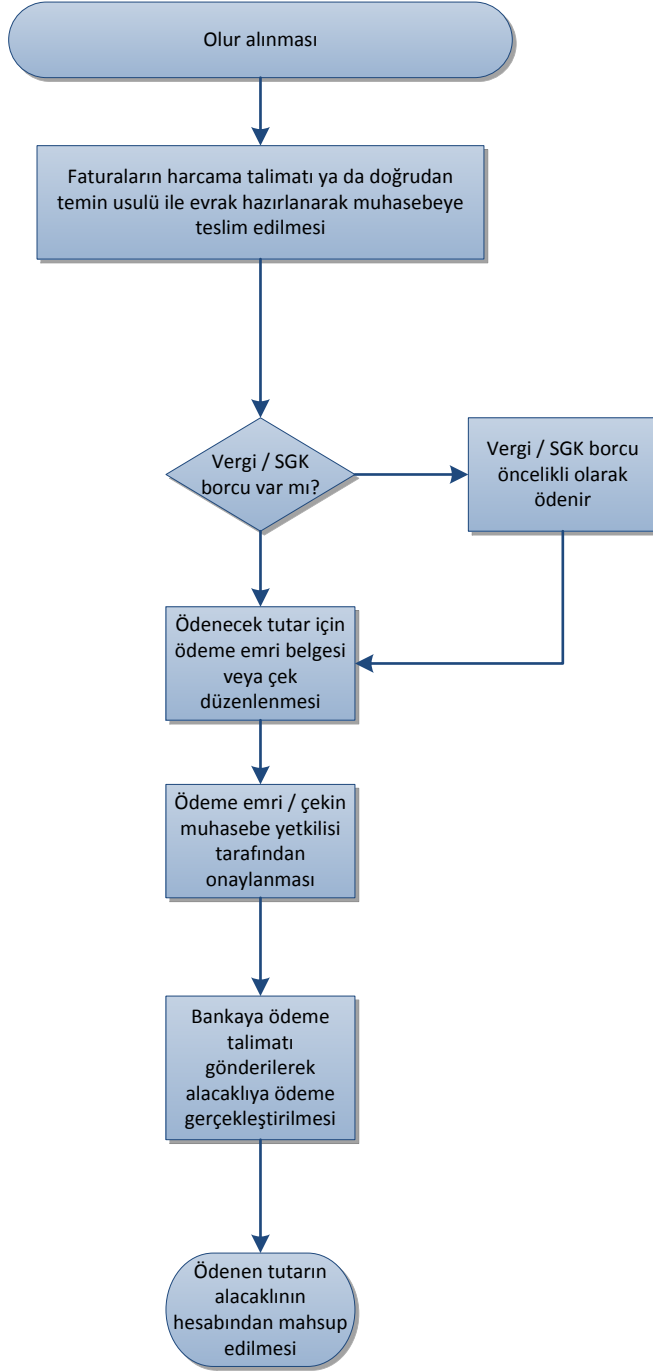 Olur alınması
Faturaların harcama talimatı ya da doğrudan
temin usulü ile evrak hazırlanarak muhasebeye
teslim edilmesi
Vergi / SGK
borcu var mı?
Vergi / SGK borcu
öncelikli olarak
ödenir
Ödenecek tutar için
ödeme emri belgesi
veya çek
düzenlenmesi
Ödeme emri / çekin
muhasebe yetkilisi
tarafından
onaylanması
Bankaya ödeme
talimatı
gönderilerek
alacaklıya ödeme
gerçekleştirilmesi
Ödenen tutarın
alacaklının
hesabından mahsup
edilmesi